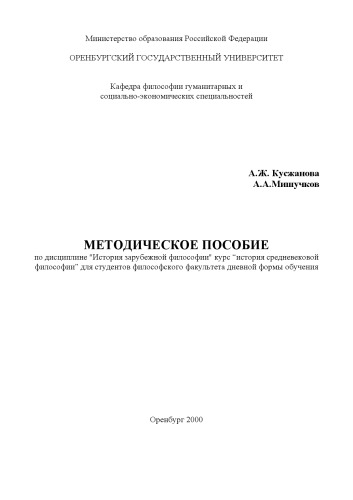 Министерство образования Российской Федерации
ОРЕНБУРГСКИЙ ГОСУДАРСТВЕННЫЙ УНИВЕРСИТЕТ
Кафедра философии гуманитарных и
социально-экономических специальностей
А.Ж. Кусжанова
А.А.Мишучков
МЕТОДИЧЕСКОЕ ПОСОБИЕ
по дисциплине "История зарубежной философии" курс “история средневековой
философии” для студентов философского факультета дневной формы обучения
Оренбург 2000